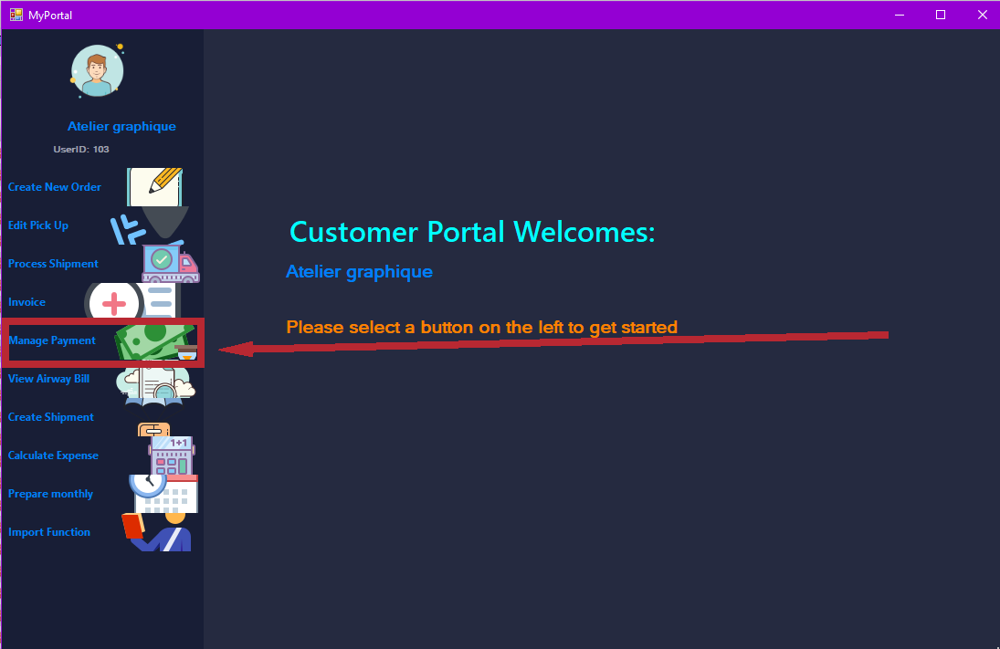 MyPortal
Atelier graphique
UserID: 103
Create New Order
Edit Pick Up
Process Shipment
Invoice
Manage Payment
View Airway Bill
Create Shipment
Calculate Expense
1+1
Prepare monthly
Import Function
Customer Portal Welcomes:
Atelier graphique
Please select a button on the left to get started